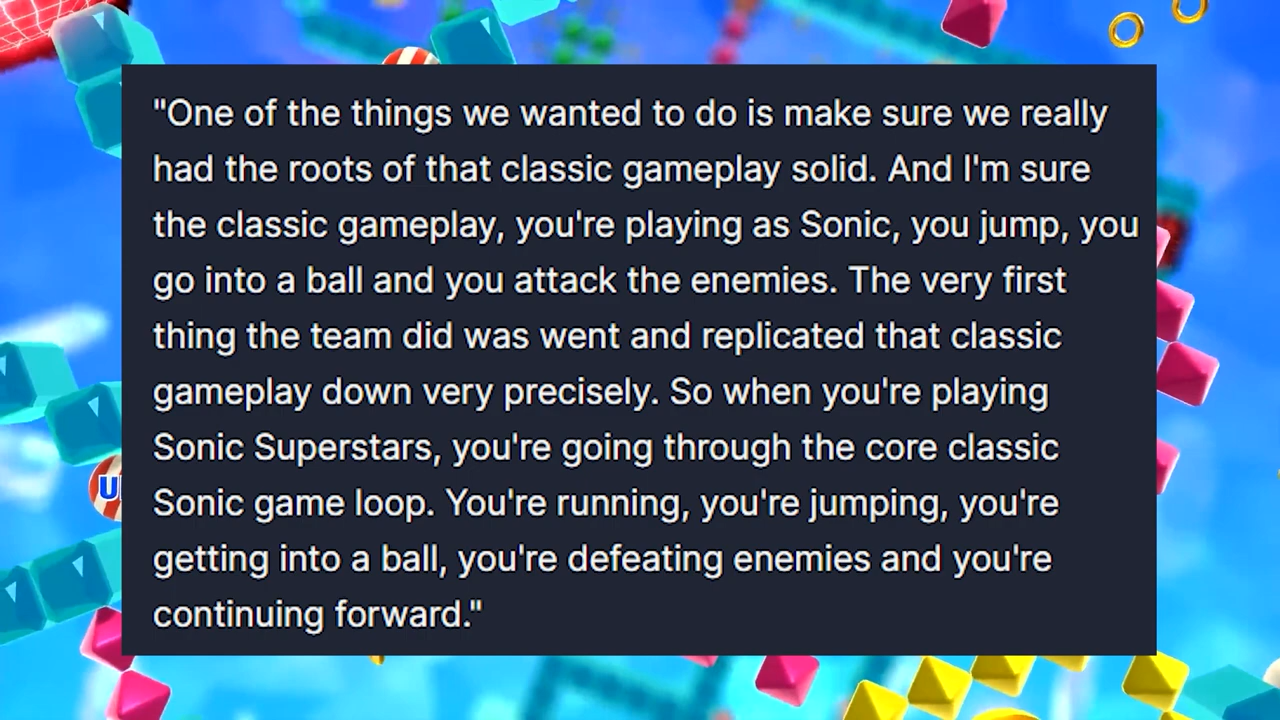 "One of the things we wanted to do is make sure we really
had the roots of that classic gameplay solid. And I'm sure
the classic gameplay, you're playing as Sonic, you jump, you
go into a ball and you attack the enemies. The very first
thing the team did was went and replicated that classic
gameplay down very precisely. So when you're playing
Sonic Superstars, you're going through the core classic
Sonic game loop. You're running, you're jumping, you're
getting into a ball, you're defeating enemies and you're
continuing forward."